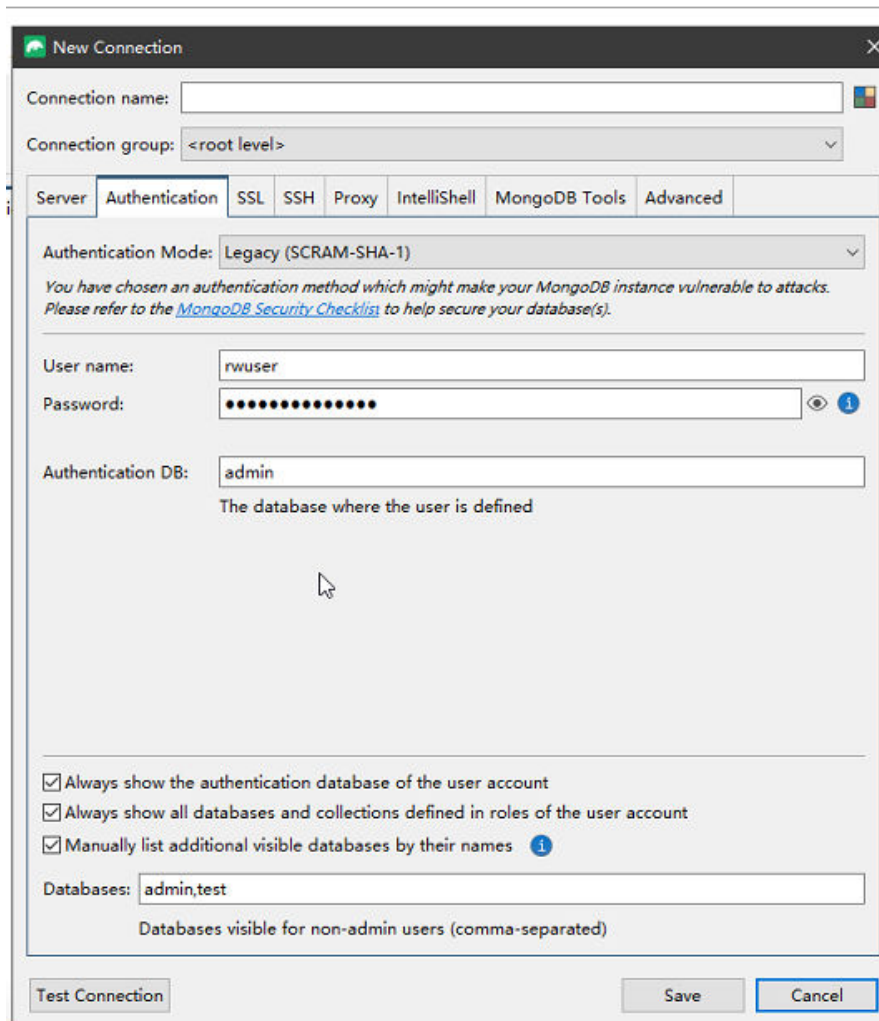 New Connection
Connection name:
Connection group: <root level>
Server Authentication SSL SSH Proxy IntelliShell MongoDB Tools Advanced
Authentication Mode: Legacy (SCRAM-SHA-1)
You have chosen an authentication method which might make your MongoDB instance vulnerable to attacks.
Please refer to the MongoDB Security Checklist to help secure your database(s).
User name: rwuser
Password: ••••••••••••••
Authentication DB: admin
The database where the user is defined
Always show the authentication database of the user account
Always show all databases and collections defined in roles of the user account
Manually list additional visible databases by their names
Databases: admin,test
Databases visible for non-admin users (comma-separated)
Test Connection Save Cancel